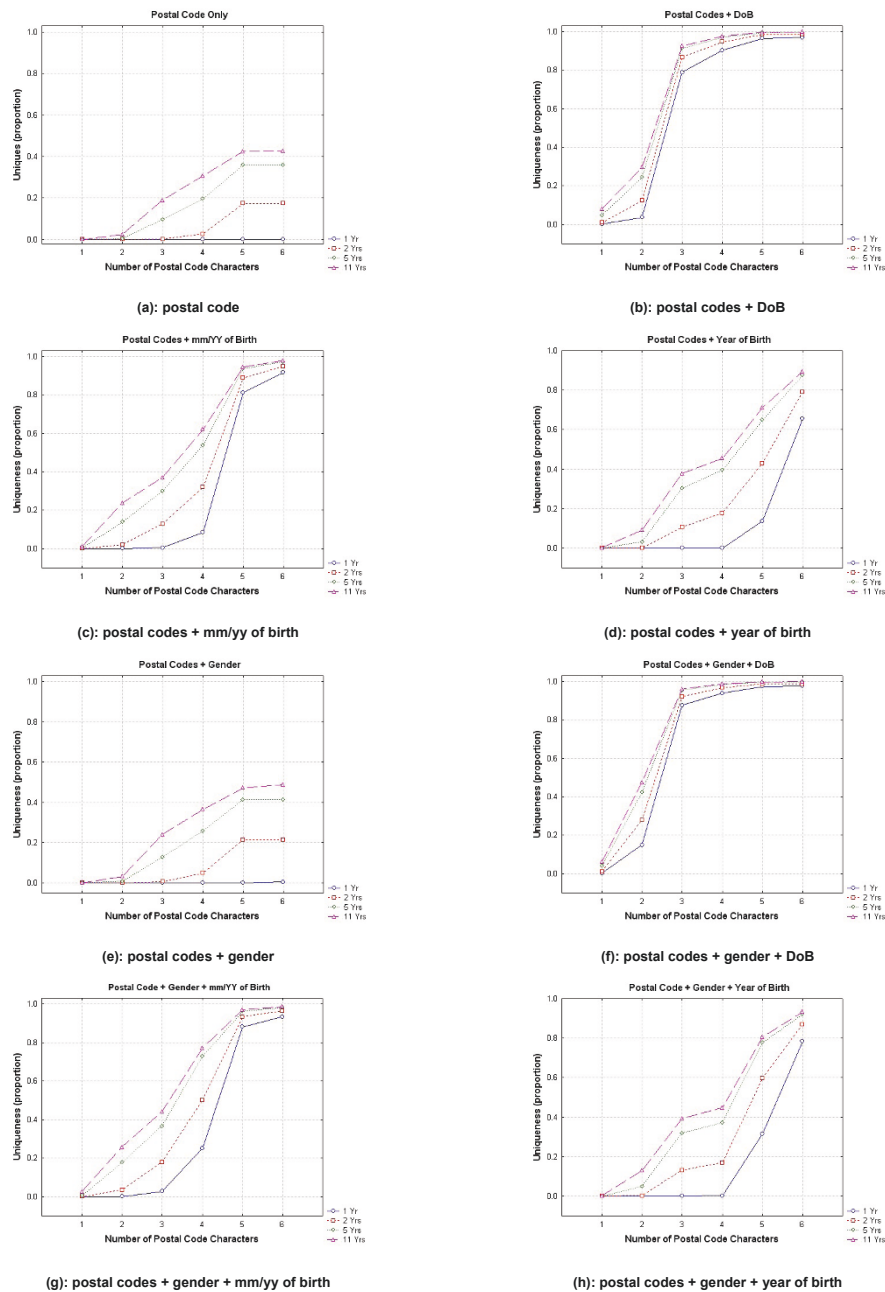 Postal Code Only
Uniques (proportion)
1.0
0.8
0.6
0.4
0.2
0.0
1 2 3 4 5 6
Number of Postal Code Characters
1 Yr
2 Yrs
5 Yrs
11 Yrs
(a): postal code
Postal Codes + DoB
Uniqueness (proportion)
1.0
0.8
0.6
0.4
0.2
0.0
1 2 3 4 5 6
Number of Postal Code Characters
1 Yr
2 Yrs
5 Yrs
11 Yrs
(b): postal codes + DoB
Postal Codes + mm/YY of Birth
Uniqueness (proportion)
1.0
0.8
0.6
0.4
0.2
0.0
1 2 3 4 5 6
Number of Postal Code Characters
1 Yr
2 Yrs
5 Yrs
11 Yrs
(c): postal codes + mm/yy of birth
Postal Codes + Year of Birth
Uniqueness (proportion)
1.0
0.8
0.6
0.4
0.2
0.0
1 2 3 4 5 6
Number of Postal Code Characters
1 Yr
2 Yrs
5 Yrs
11 Yrs
(d): postal codes + year of birth
Postal Codes + Gender
Uniqueness (proportion)
1.0
0.8
0.6
0.4
0.2
0.0
1 2 3 4 5 6
Number of Postal Code Characters
1 Yr
2 Yrs
5 Yrs
11 Yrs
(e): postal codes + gender
Postal Codes + Gender + DoB
Uniqueness (proportion)
1.0
0.8
0.6
0.4
0.2
0.0
1 2 3 4 5 6
Number of Postal Code Characters
1 Yr
2 Yrs
5 Yrs
11 Yrs
(f): postal codes + gender + DoB
Postal Code + Gender + mm/YY of Birth
Uniqueness (proportion)
1.0
0.8
0.6
0.4
0.2
0.0
1 2 3 4 5 6
Number of Postal Code Characters
1 Yr
2 Yrs
5 Yrs
11 Yrs
(g): postal codes + gender + mm/yy of birth
Postal Code + Gender + Year of Birth
Uniqueness (proportion)
1.0
0.8
0.6
0.4
0.2
0.0
1 2 3 4 5 6
Number of Postal Code Characters
1 Yr
2 Yrs
5 Yrs
11 Yrs
(h): postal codes + gender + year of birth